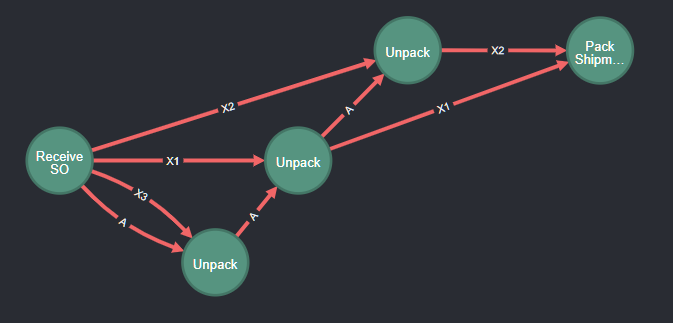 Unpack
X2
Pack
Shipm...
X2
A
X1
Receive
SO
X1
Unpack
X3
A
A
Unpack